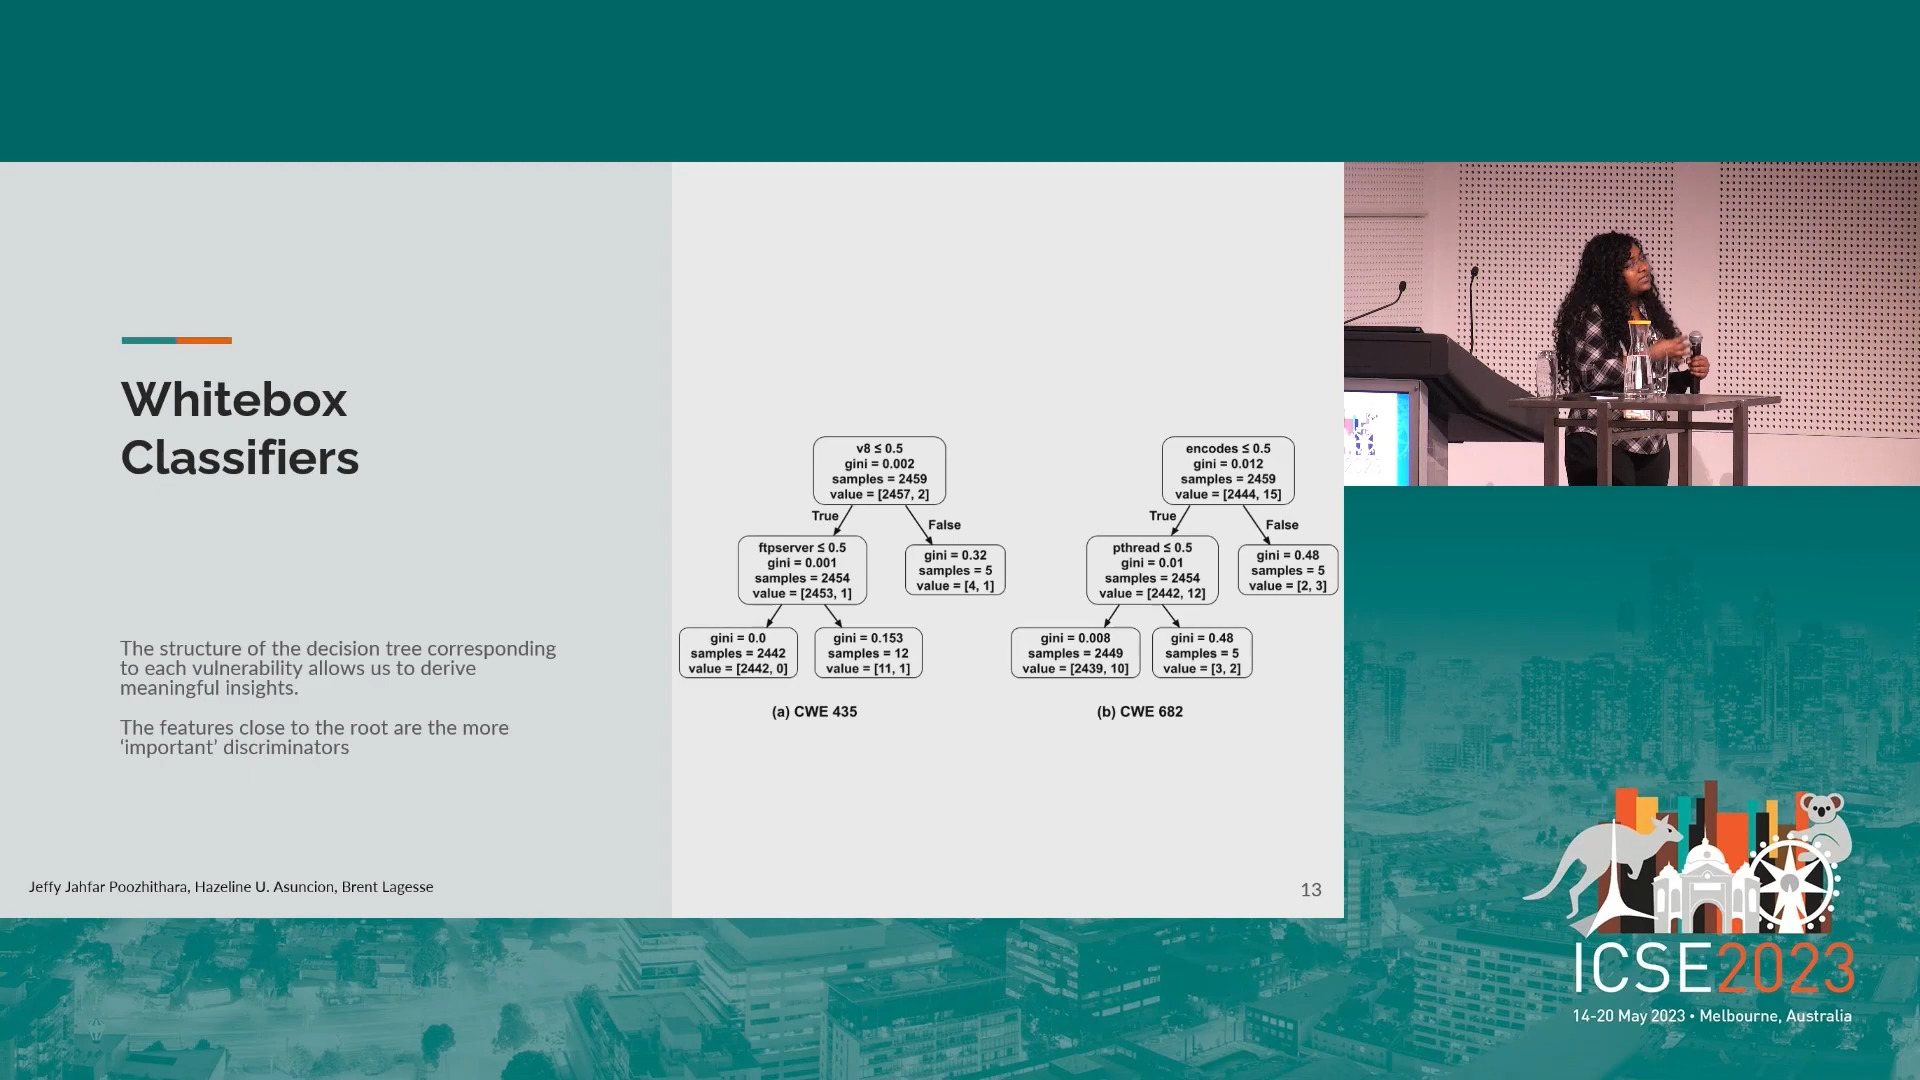 Whitebox
Classifiers
The structure of the decision tree corresponding
to each vulnerability allows us to derive
meaningful insights.
The features close to the root are the more
‘important’ discriminators
Jeffy Jahfar Poozhithara, Hazeline U. Asuncion, Brent Lagesse
v8 ≤ 0.5
gini = 0.002
samples = 2459
value = [2457, 2]
True
False
ftpserver ≤ 0.5
gini = 0.001
samples = 2454
value = [2453, 1]
gini = 0.32
samples = 5
value = [4, 1]
gini = 0.0
samples = 2442
value = [2442, 0]
gini = 0.153
samples = 12
value = [11, 1]
(a) CWE 435
encodes ≤ 0.5
gini = 0.012
samples = 2459
value = [2444, 15]
True
False
pthread ≤ 0.5
gini = 0.01
samples = 2454
value = [2442, 12]
gini = 0.48
samples = 5
value = [2, 3]
gini = 0.008
samples = 2449
value = [2439, 10]
gini = 0.48
samples = 5
value = [3, 2]
(b) CWE 682
13
ICSE2023
14-20 May 2023 • Melbourne, Australia